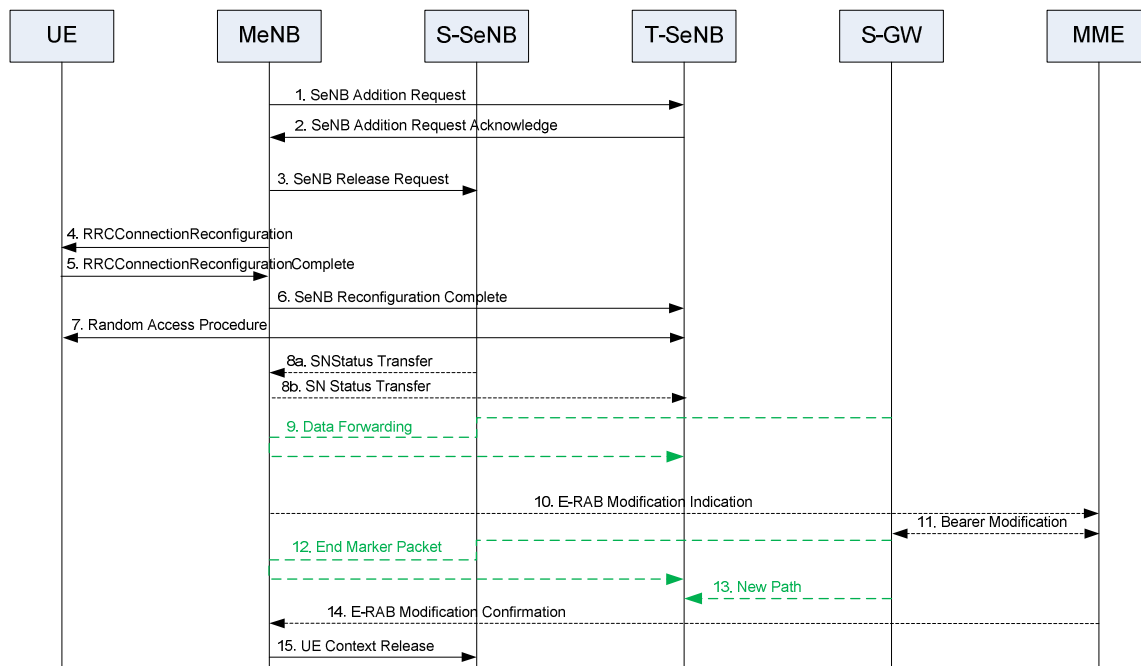 UE MeNB S-SeNB T-SeNB S-GW MME
1. SeNB Addition Request
2. SeNB Addition Request Acknowledge
3. SeNB Release Request
4. RRCConnectionReconfiguration
5. RRCConnectionReconfigurationComplete
6. SeNB Reconfiguration Complete
7. Random Access Procedure
8a. SNStatus Transfer
8b. SN Status Transfer
9. Data Forwarding
10. E-RAB Modification Indication
11. Bearer Modification
12. End Marker Packet
13. New Path
14. E-RAB Modification Confirmation
15. UE Context Release